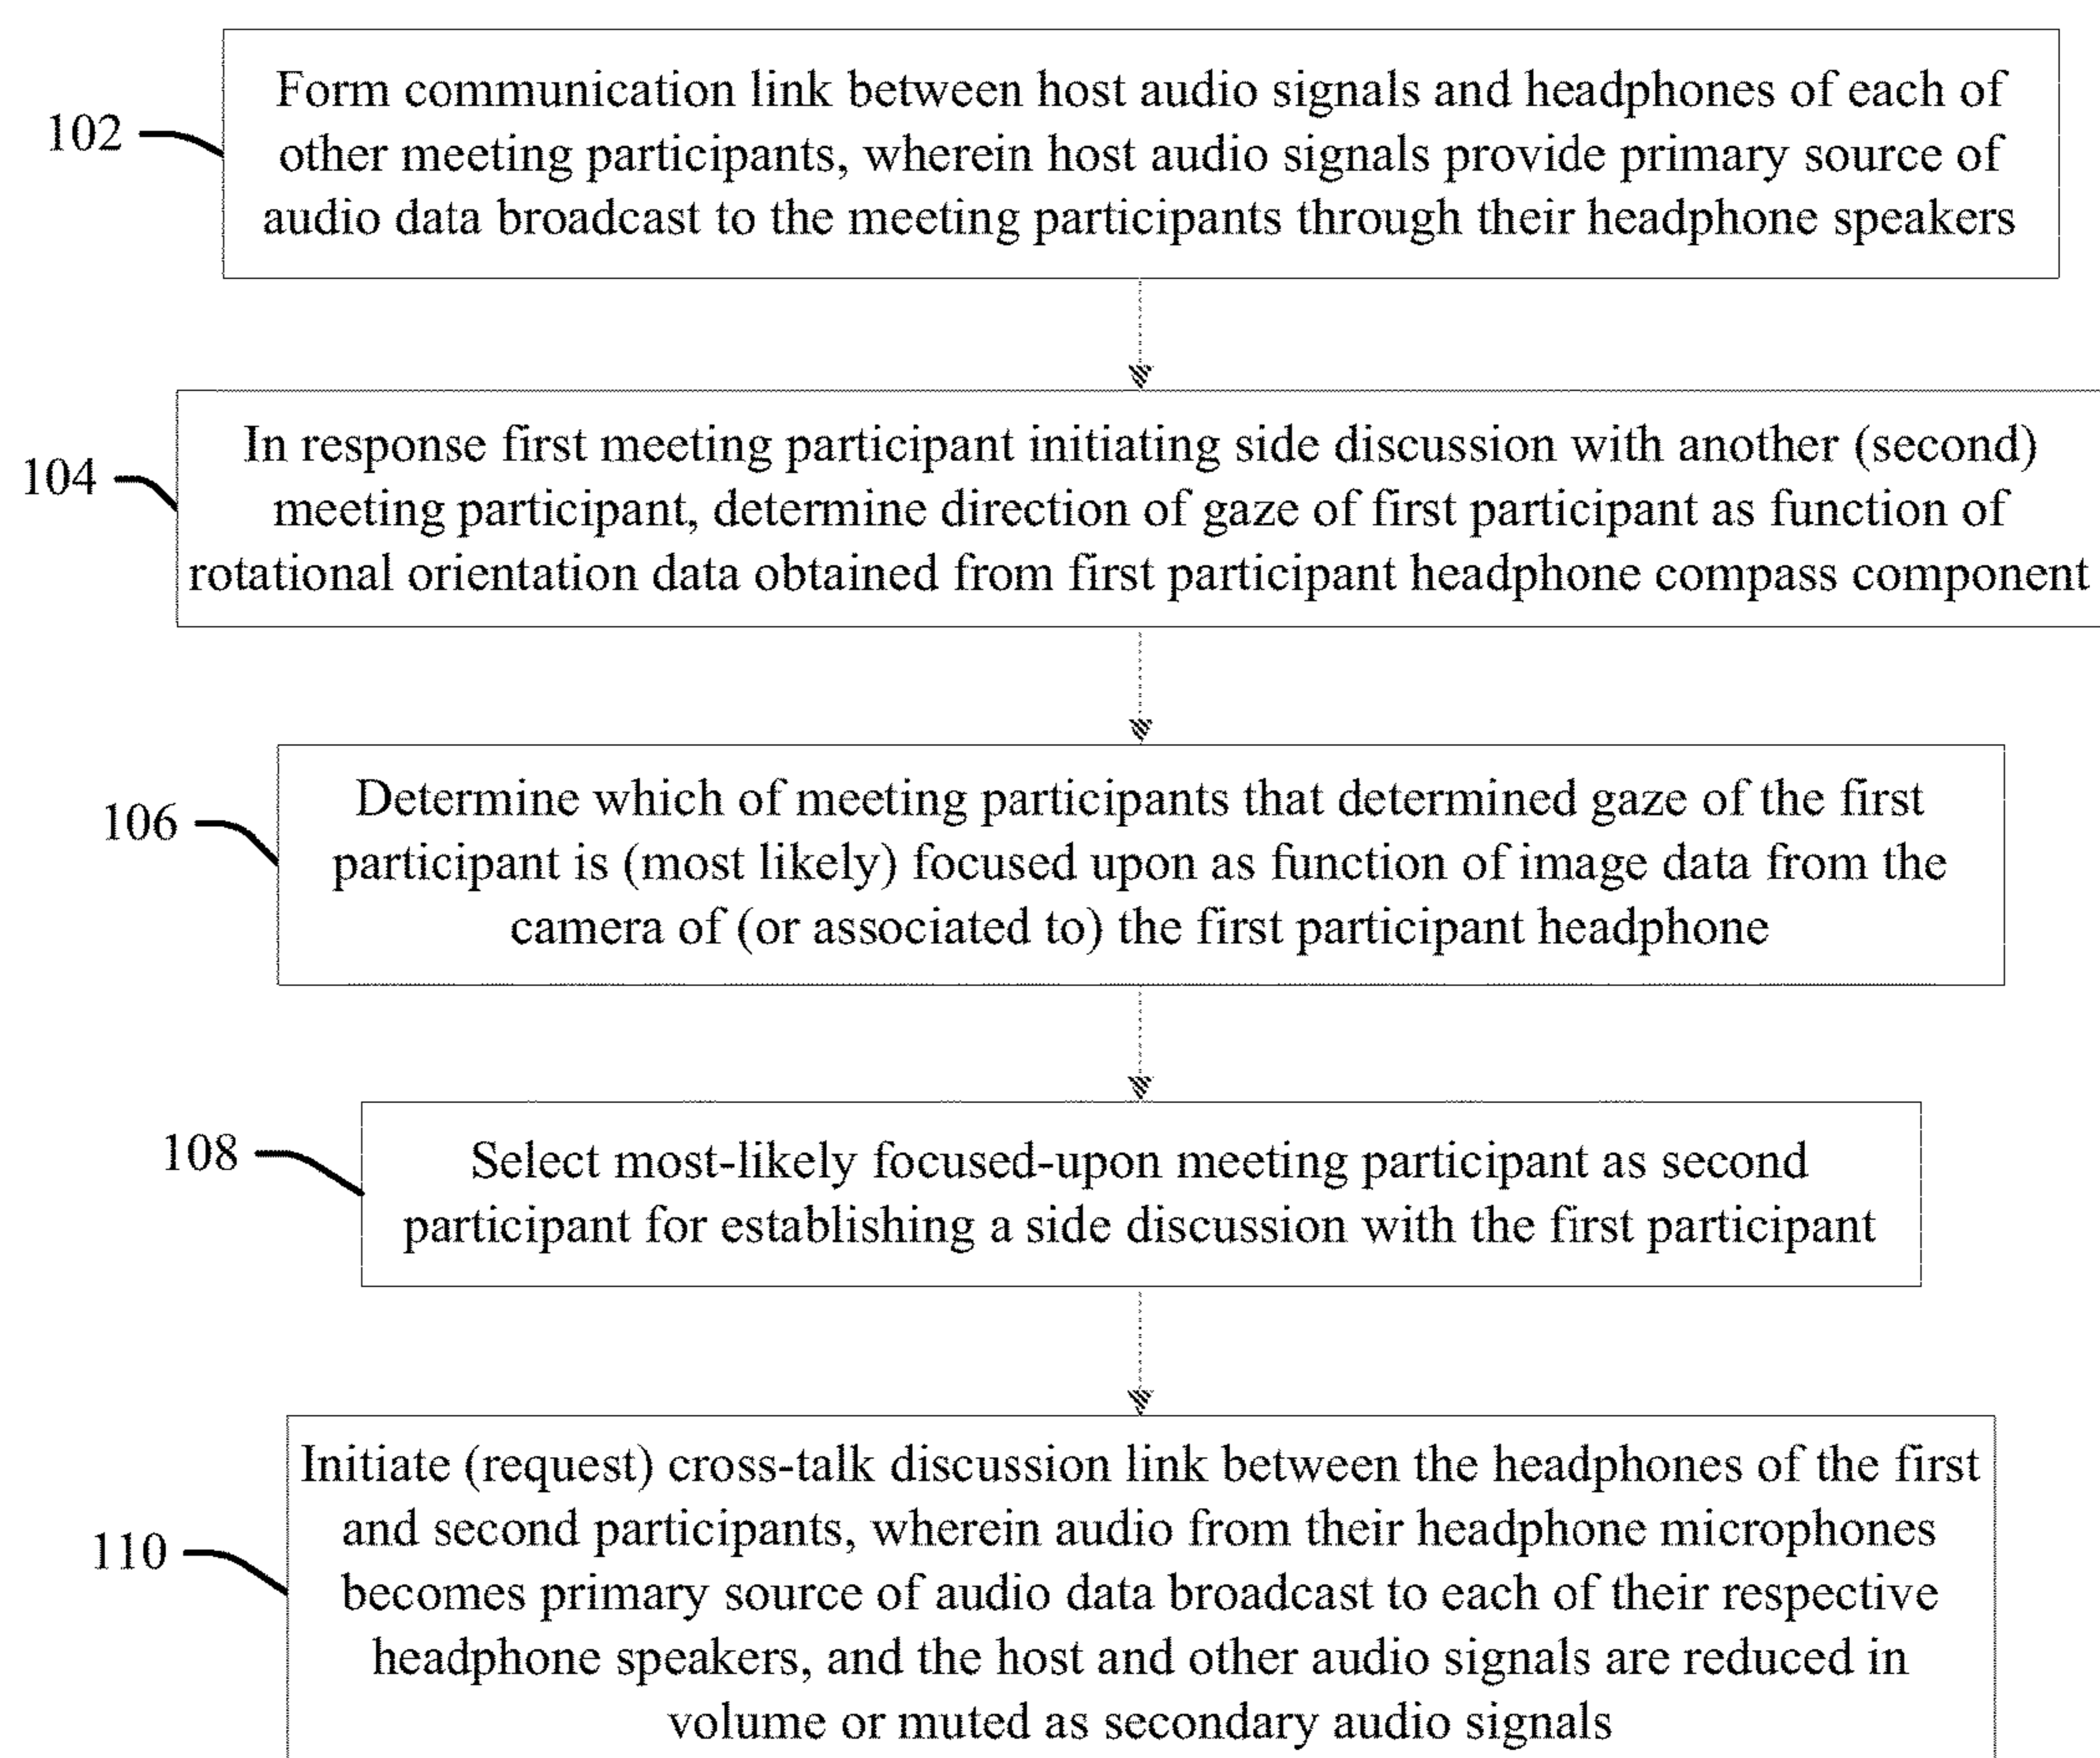 102
Form communication link between host audio signals and headphones of each of
other meeting participants, wherein host audio signals provide primary source of
audio data broadcast to the meeting participants through their headphone speakers
104
In response first meeting participant initiating side discussion with another (second)
meeting participant, determine direction of gaze of first participant as function of
rotational orientation data obtained from first participant headphone compass component
106
Determine which of meeting participants that determined gaze of the first
participant is (most likely) focused upon as function of image data from the
camera of (or associated to) the first participant headphone
108
Select most-likely focused-upon meeting participant as second
participant for establishing a side discussion with the first participant
110
Initiate (request) cross-talk discussion link between the headphones of the first
and second participants, wherein audio from their headphone microphones
becomes primary source of audio data broadcast to each of their respective
headphone speakers, and the host and other audio signals are reduced in
volume or muted as secondary audio signals